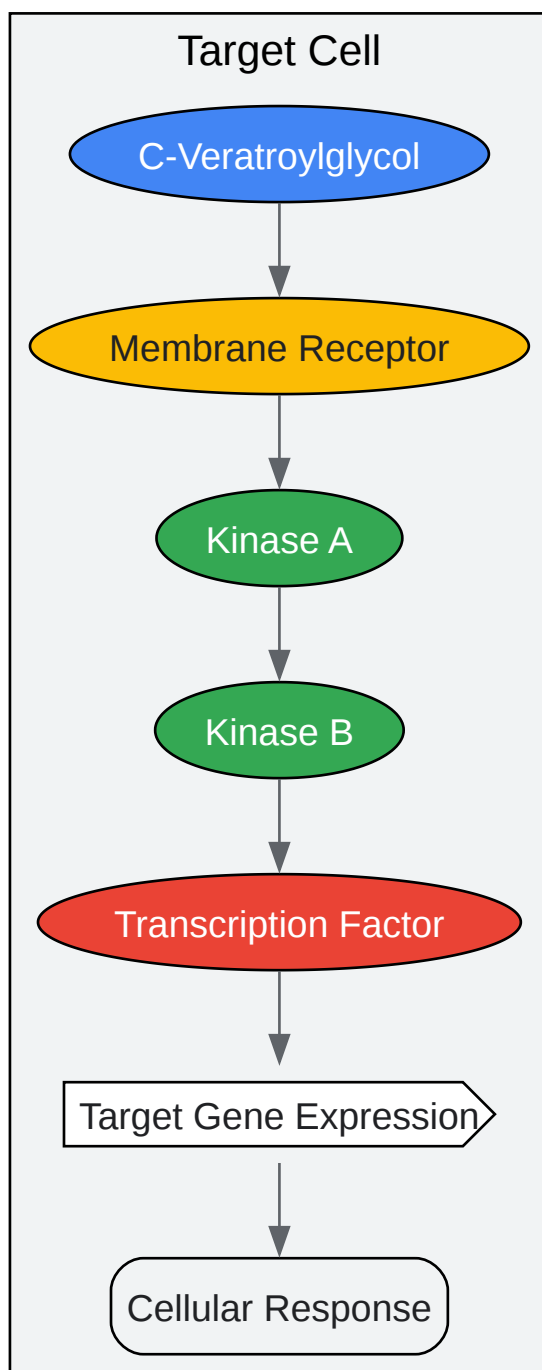 Target Cell
C-Veratroylglycol
Membrane Receptor
Kinase A
Kinase B
Transcription Factor
Target Gene Expression
Cellular Response